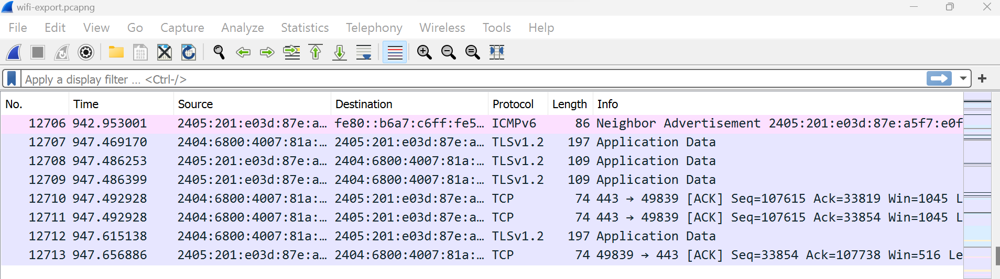 wifi-export.pcapng
File Edit View Go Capture Analyze Statistics Telephony Wireless Tools Help
Apply a display filter ... <Ctrl-/>
No. Time Source Destination Protocol Length Info
12706 942.953001 2405:201:e03d:87e:a… fe80::b6a7:c6ff:fe5… ICMPv6 86 Neighbor Advertisement 2405:201:e03d:87e:a5f7:e0f
12707 947.469170 2404:6800:4007:81a:… 2405:201:e03d:87e:a… TLSv1.2 197 Application Data
12708 947.486253 2405:201:e03d:87e:a… 2404:6800:4007:81a:… TLSv1.2 109 Application Data
12709 947.486399 2405:201:e03d:87e:a… 2404:6800:4007:81a:… TLSv1.2 109 Application Data
12710 947.492928 2404:6800:4007:81a:… 2405:201:e03d:87e:a… TCP 74 443 → 49839 [ACK] Seq=107615 Ack=33819 Win=1045 L
12711 947.492928 2404:6800:4007:81a:… 2405:201:e03d:87e:a… TCP 74 443 → 49839 [ACK] Seq=107615 Ack=33854 Win=1045 L
12712 947.615138 2404:6800:4007:81a:… 2405:201:e03d:87e:a… TLSv1.2 197 Application Data
12713 947.656886 2405:201:e03d:87e:a… 2404:6800:4007:81a:… TCP 74 49839 → 443 [ACK] Seq=33854 Ack=107738 Win=516 Le